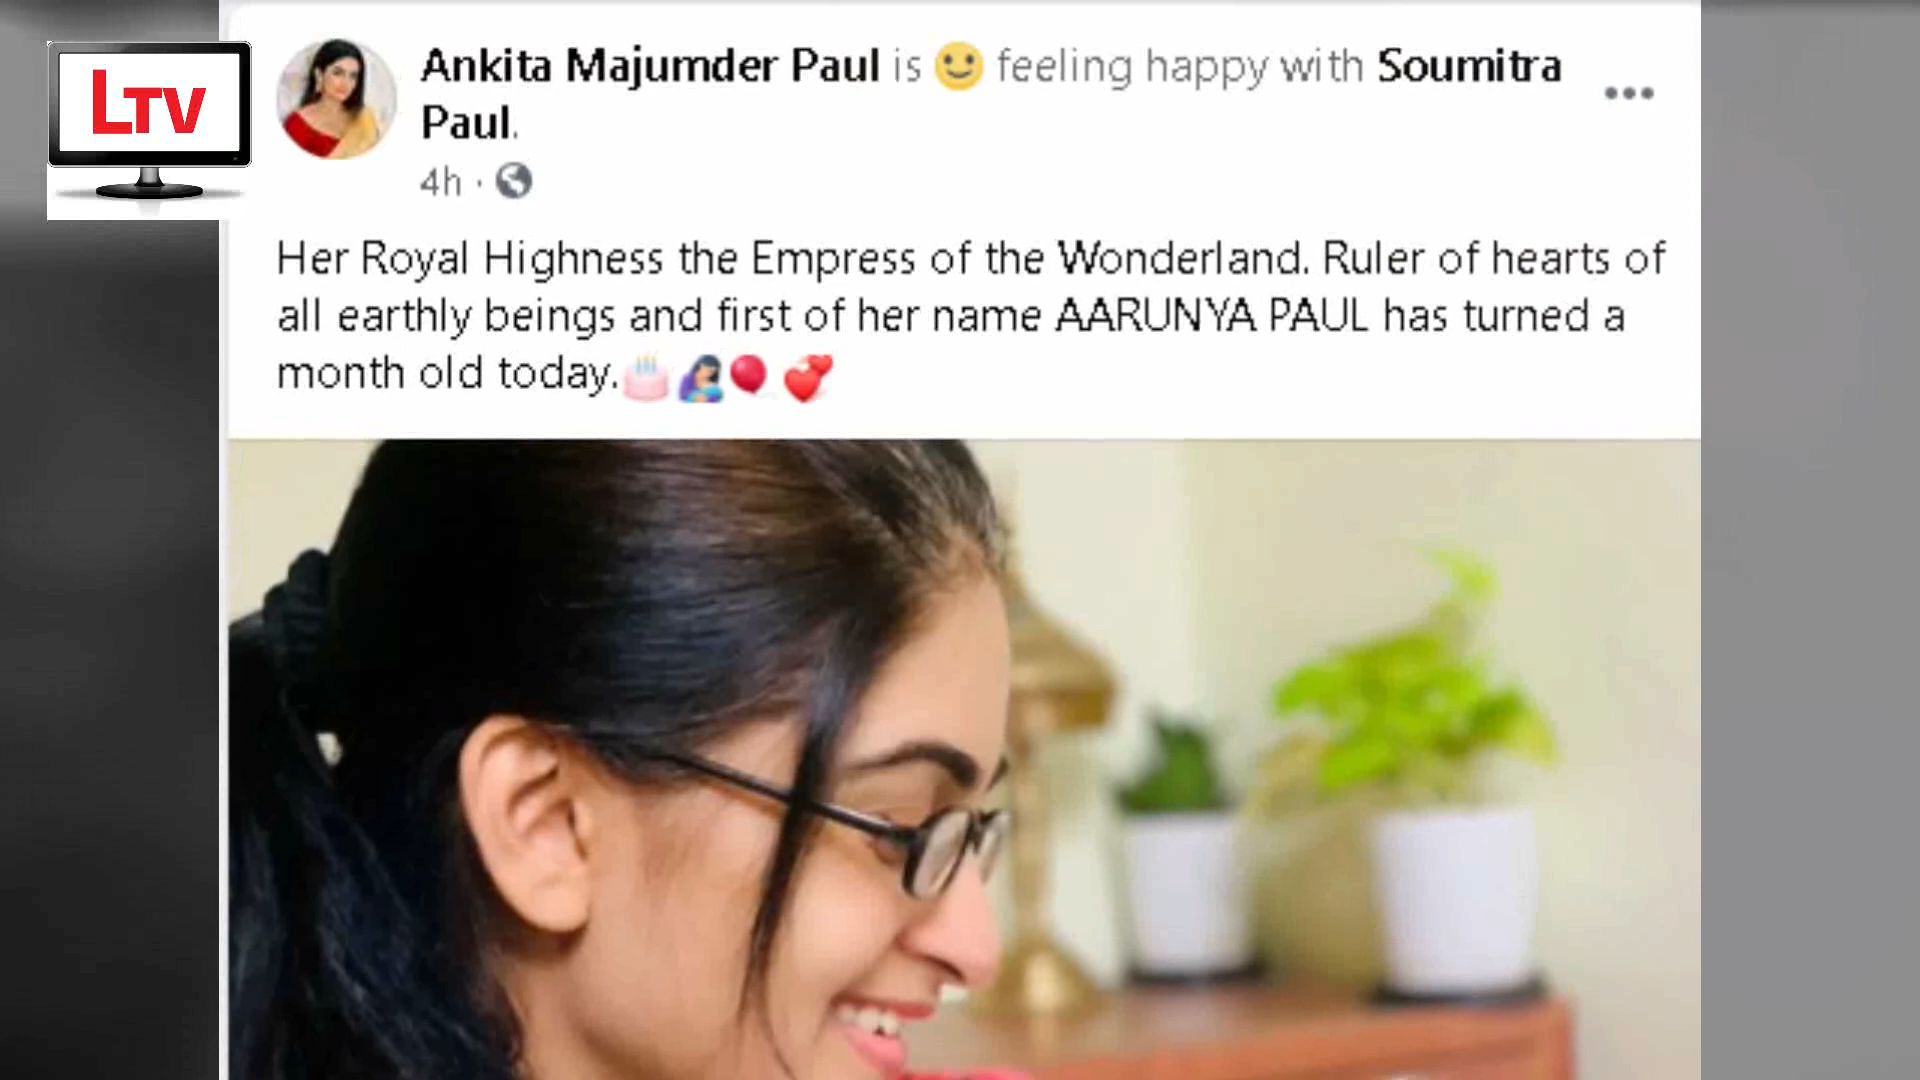 LTV
Ankita Majumder Paul is 🙂 feeling happy with Soumitra
Paul.
4h ·
Her Royal Highness the Empress of the Wonderland. Ruler of hearts of
all earthly beings and first of her name AARUNYA PAUL has turned a
month old today.🎂🤱🎈💞